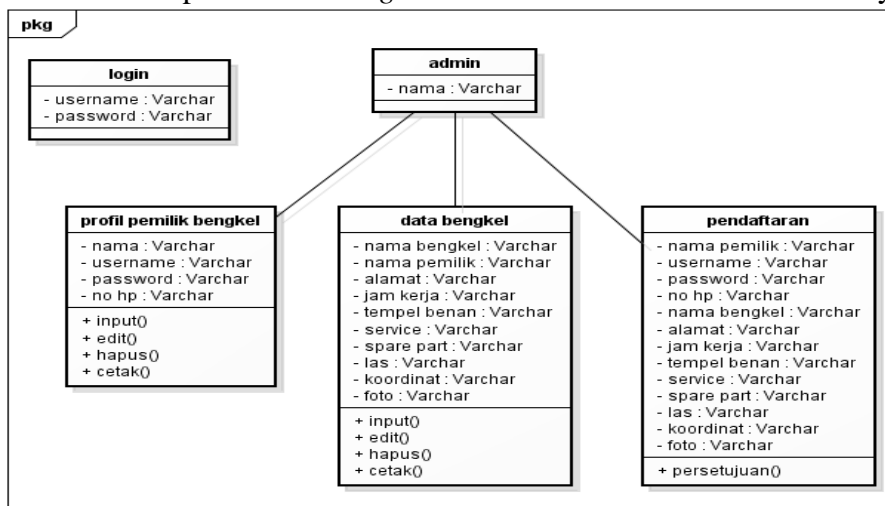 pkg
login
- username : Varchar
- password : Varchar
admin
- nama : Varchar
profil pemilik bengkel
- nama : Varchar
- username : Varchar
- password : Varchar
- no hp : Varchar
+ input()
+ edit()
+ hapus()
+ cetak()
data bengkel
- nama bengkel : Varchar
- nama pemilik : Varchar
- alamat : Varchar
- jam kerja : Varchar
- tempel benan : Varchar
- service : Varchar
- spare part : Varchar
- las : Varchar
- koordinat : Varchar
- foto : Varchar
+ input()
+ edit()
+ hapus()
+ cetak()
pendaftaran
- nama pemilik : Varchar
- username : Varchar
- password : Varchar
- no hp : Varchar
- nama bengkel : Varchar
- alamat : Varchar
- jam kerja : Varchar
- tempel benan : Varchar
- service : Varchar
- spare part : Varchar
- las : Varchar
- koordinat : Varchar
- foto : Varchar
+ persetujuan()